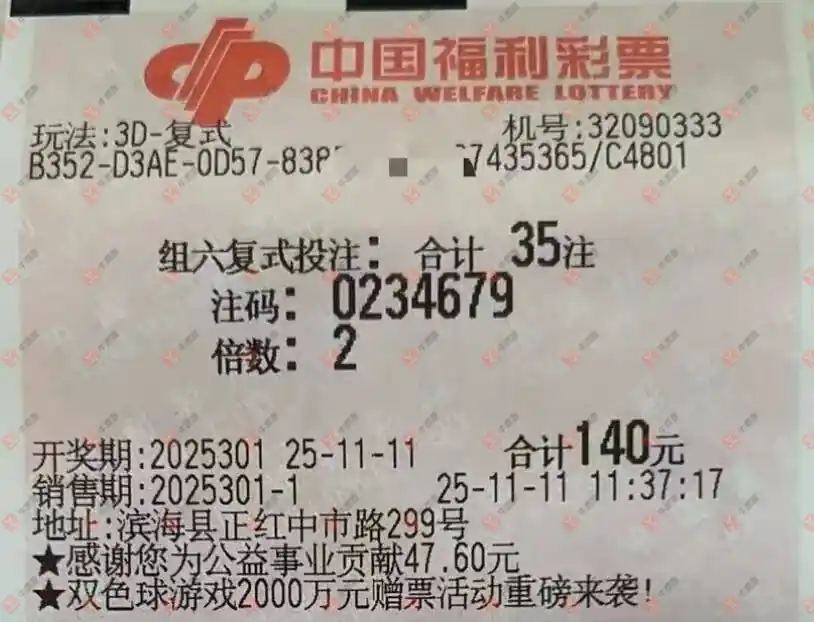 中国福利彩票
CHINA WELFARE LOTTERY
玩法:3D-复式 机号:32090333
B352-D3AE-0D57-838 7435365/C4801
组六复式投注: 合计 35注
注码: 0234679
倍数: 2
开奖期:2025301 25-11-11 合计140元
销售期:2025301-1 25-11-11 11:37:17
地址:滨海县正红中市路299号
★感谢您为公益事业贡献47.60元
★双色球游戏2000万元赠票活动重磅来袭!